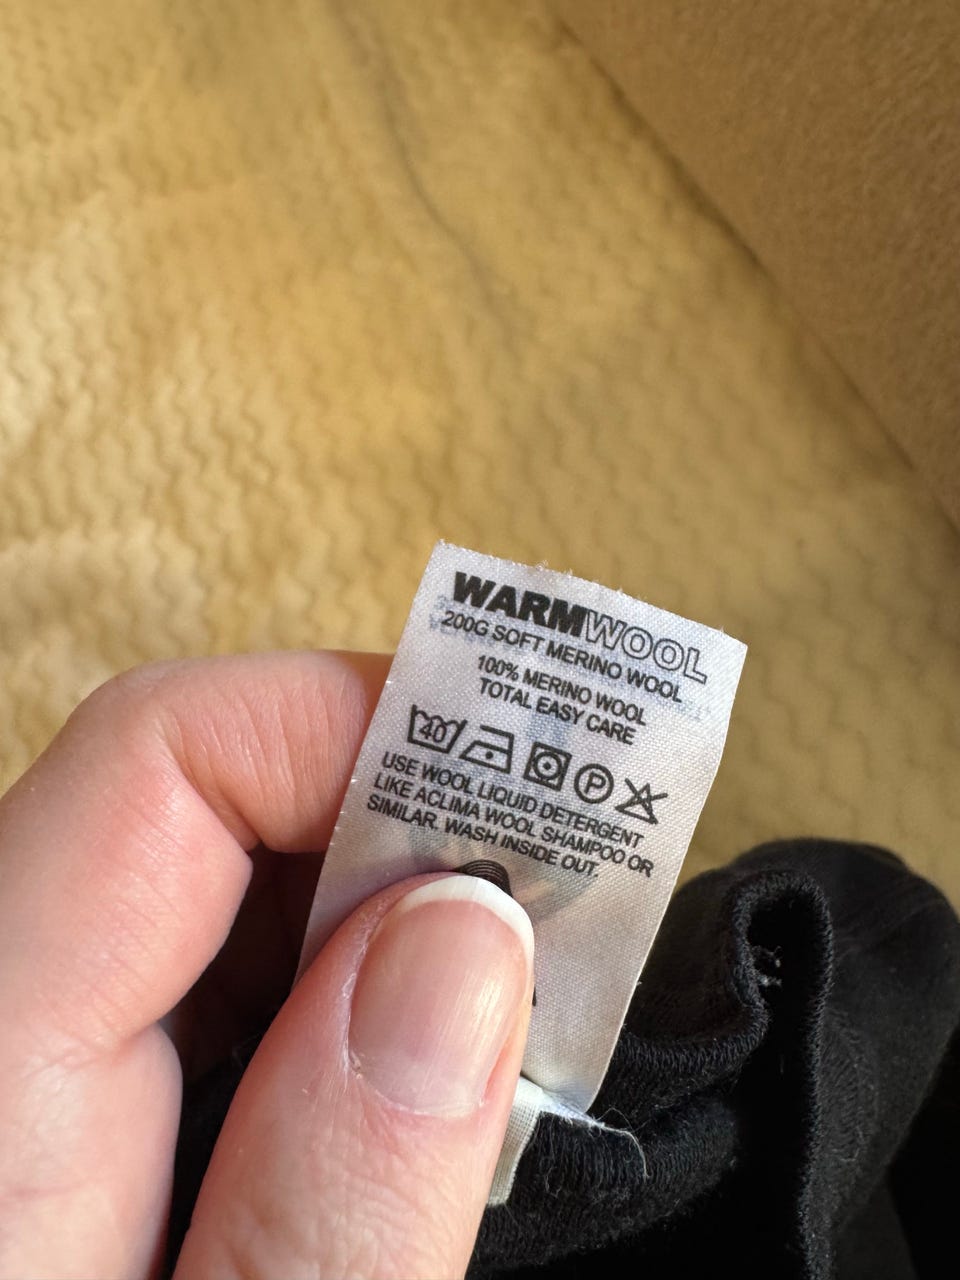 WARMWOOL
200G SOFT MERINO WOOL
100% MERINO WOOL
TOTAL EASY CARE
40 P
USE WOOL LIQUID DETERGENT
LIKE ACLIMA WOOL SHAMPOO OR
SIMILAR. WASH INSIDE OUT.